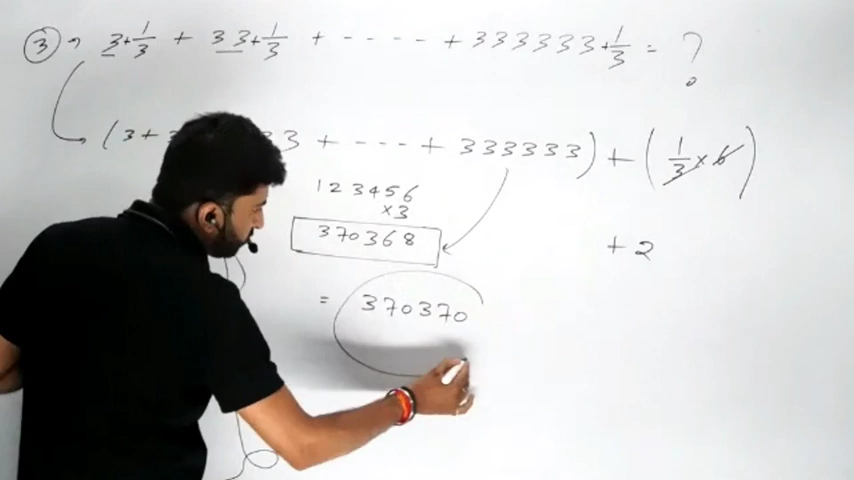 ③ → 3+1/3 + 33+1/3 + ---- + 333333+1/3 = ?
(3+ 3 + --- + 333333) + (1/3 × 6)
123456
×3
370368 + 2
= 370370